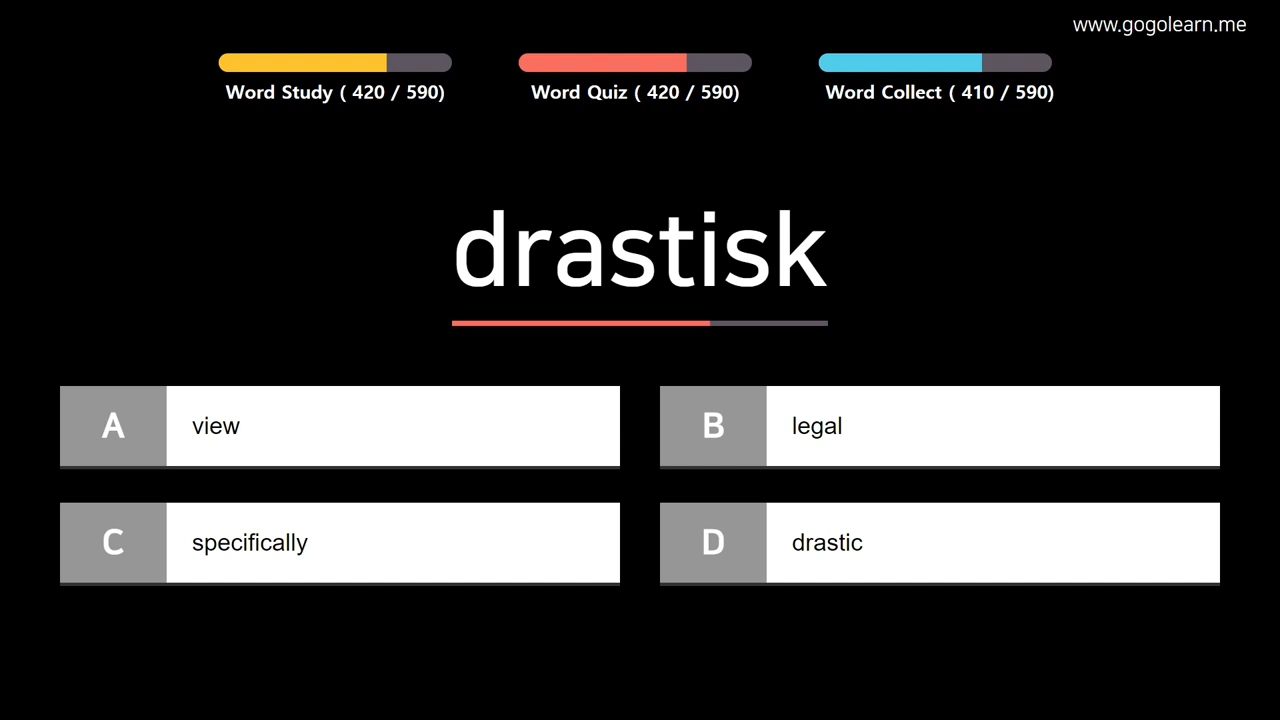 www.gogolearn.me
Word Study ( 420 / 590)
Word Quiz ( 420 / 590)
Word Collect ( 410 / 590)
drastisk
A view
B legal
C specifically
D drastic